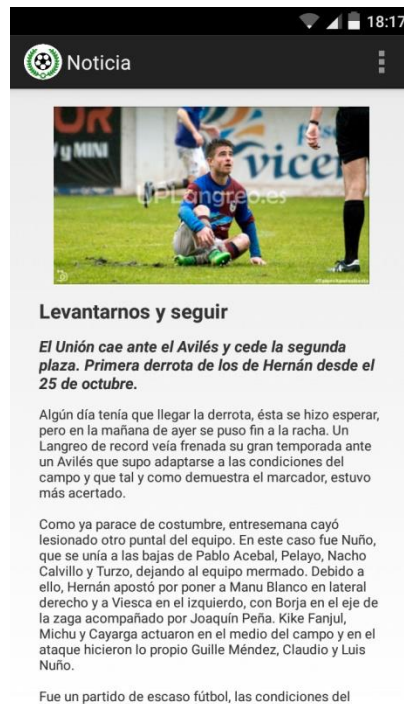 18:17
Noticia
UR
y MINI
vice
UPLangreo.es
Levantarnos y seguir
El Unión cae ante el Avilés y cede la segunda
plaza. Primera derrota de los de Hernán desde el
25 de octubre.
Algún día tenía que llegar la derrota, ésta se hizo esperar,
pero en la mañana de ayer se puso fin a la racha. Un
Langreo de record veía frenada su gran temporada ante
un Avilés que supo adaptarse a las condiciones del
campo y que tal y como demuestra el marcador, estuvo
más acertado.
Como ya parace de costumbre, entresemana cayó
lesionado otro puntal del equipo. En este caso fue Nuño,
que se unía a las bajas de Pablo Acebal, Pelayo, Nacho
Calvillo y Turzo, dejando al equipo mermado. Debido a
ello, Hernán apostó por poner a Manu Blanco en lateral
derecho y a Viesca en el izquierdo, con Borja en el eje de
la zaga acompañado por Joaquín Peña. Kike Fanjul,
Michu y Cayarga actuaron en el medio del campo y en el
ataque hicieron lo propio Guille Méndez, Claudio y Luis
Nuño.
Fue un partido de escaso fútbol, las condiciones del